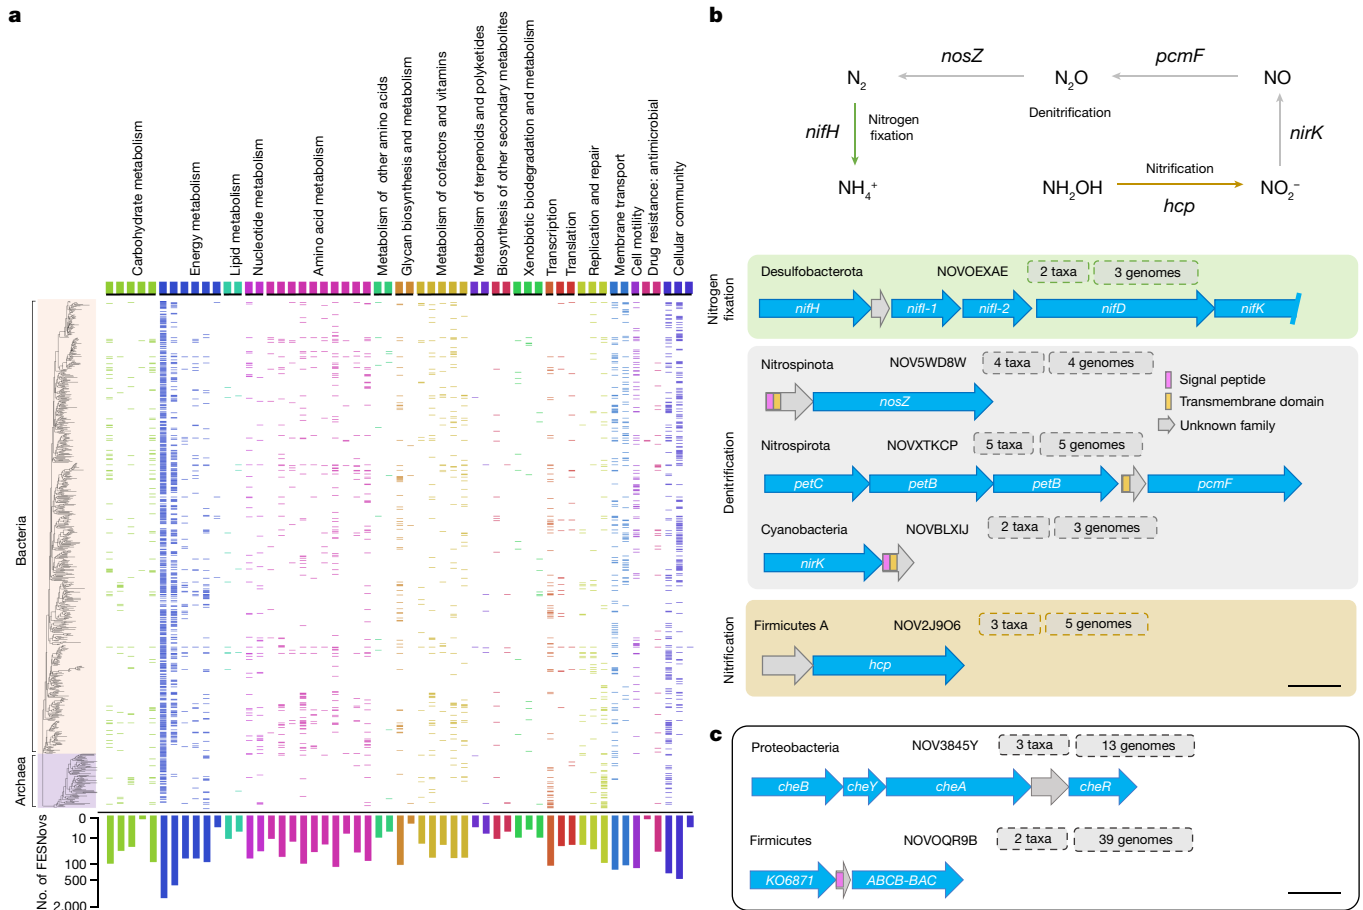 a
Carbohydrate metabolism
Energy metabolism
Lipid metabolism
Nucleotide metabolism
Amino acid metabolism
Metabolism of other amino acids
Glycan biosynthesis and metabolism
Metabolism of cofactors and vitamins
Metabolism of terpenoids and polyketides
Biosynthesis of other secondary metabolites
Xenobiotic biodegradation and metabolism
Transcription
Translation
Replication and repair
Membrane transport
Cell motility
Drug resistance: antimicrobial
Cellular community
Bacteria
Archaea
No. of FESNovs
0
10
100
500
2,000
b
N2
nosZ
N2O
pcmF
NO
nifH
Nitrogen
fixation
Denitrification
nirK
NH4+
NH2OH
Nitrification
hcp
NO2−
Nitrogen
fixation
Desulfobacterota
NOVOEXAE
2 taxa
3 genomes
nifH
nifI-1
nifI-2
nifD
nifK
Denitrification
Nitrospinota
NOV5WD8W
4 taxa
4 genomes
nosZ
Signal peptide
Transmembrane domain
Unknown family
Nitrospirota
NOVXTKCP
5 taxa
5 genomes
petC
petB
petB
pcmF
Cyanobacteria
NOVBLXIJ
2 taxa
3 genomes
nirK
Nitrification
Firmicutes A
NOV2J9O6
3 taxa
5 genomes
hcp
c
Proteobacteria
NOV3845Y
3 taxa
13 genomes
cheB
cheY
cheA
cheR
Firmicutes
NOVOQR9B
2 taxa
39 genomes
KO6871
ABCB-BAC